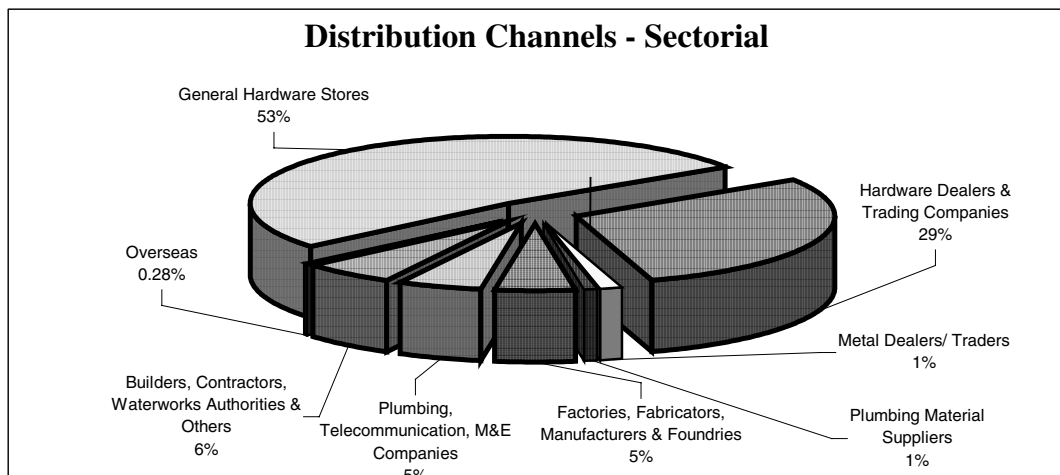 Distribution Channels - Sectorial
General Hardware Stores
53%
Hardware Dealers &
Trading Companies
29%
Overseas
0.28%
Metal Dealers/ Traders
1%
Builders, Contractors,
Waterworks Authorities &
Others
6%
Plumbing,
Telecommunication, M&E
Companies
5%
Factories, Fabricators,
Manufacturers & Foundries
5%
Plumbing Material
Suppliers
1%